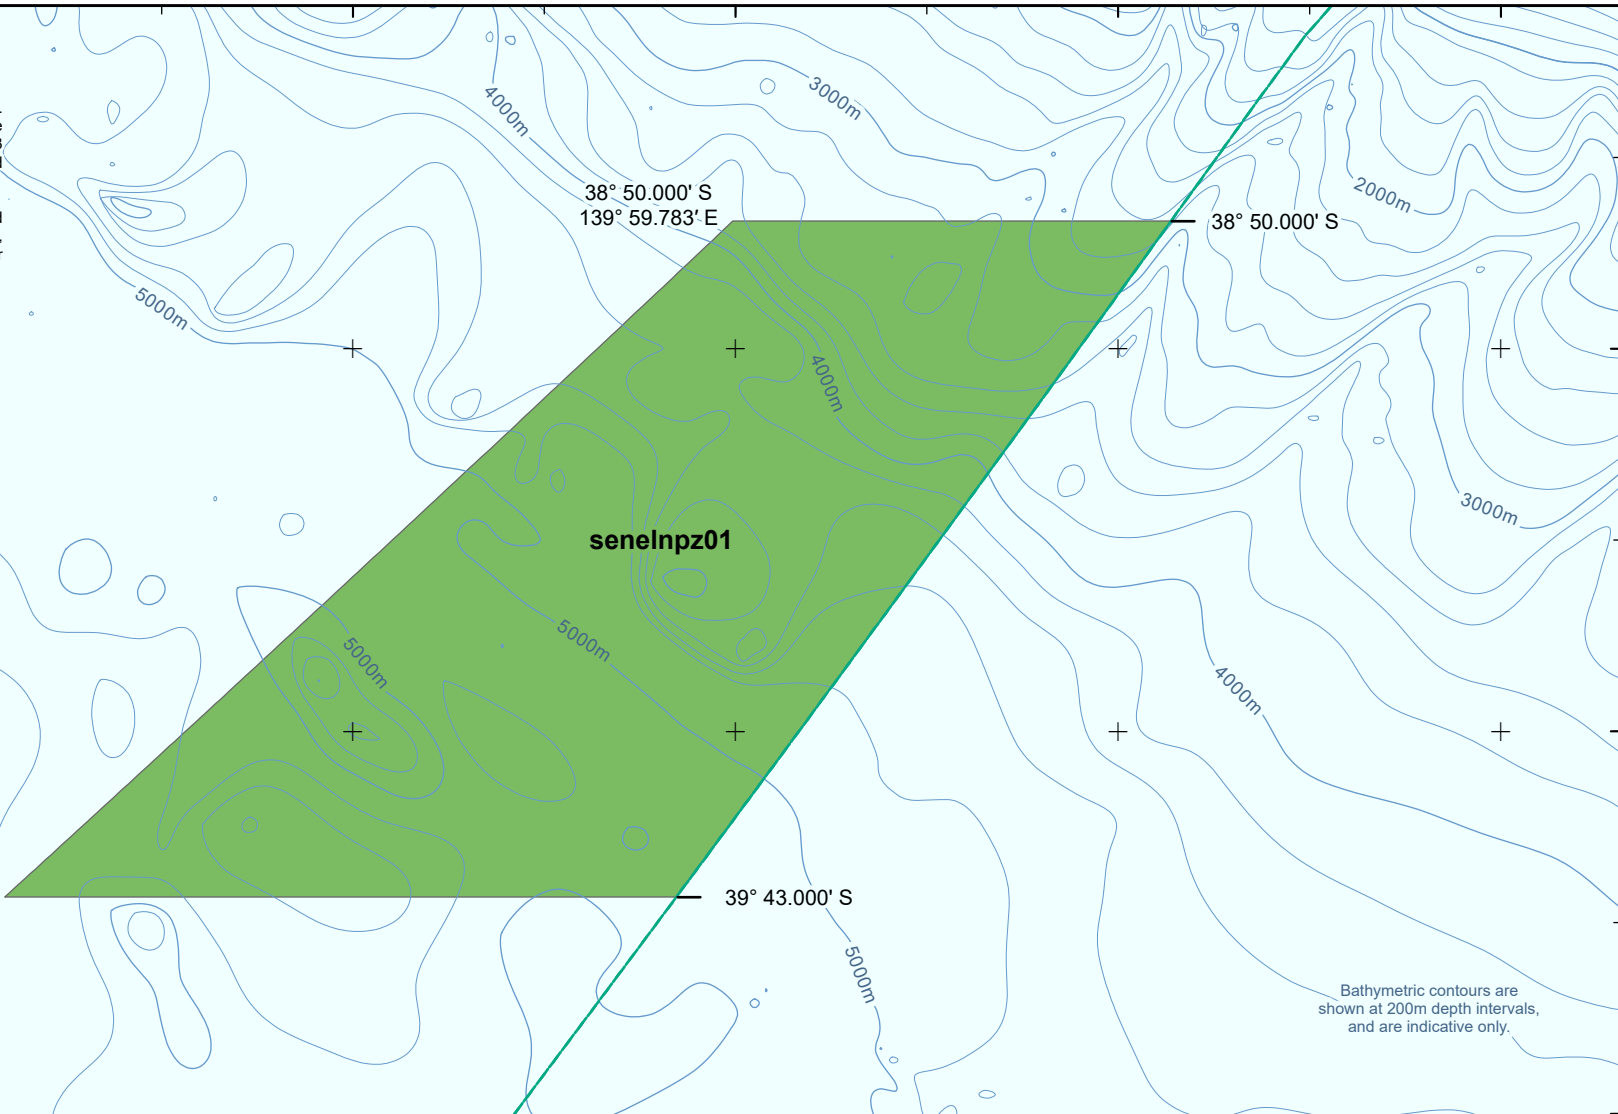 3000m
4000m
2000m
38° 50.000' S
139° 59.783' E
38° 50.000' S
5000m
4000m
3000m
senelnpz01
5000m
5000m
4000m
39° 43.000' S
5000m
Bathymetric contours are
shown at 200m depth intervals,
and are indicative only.